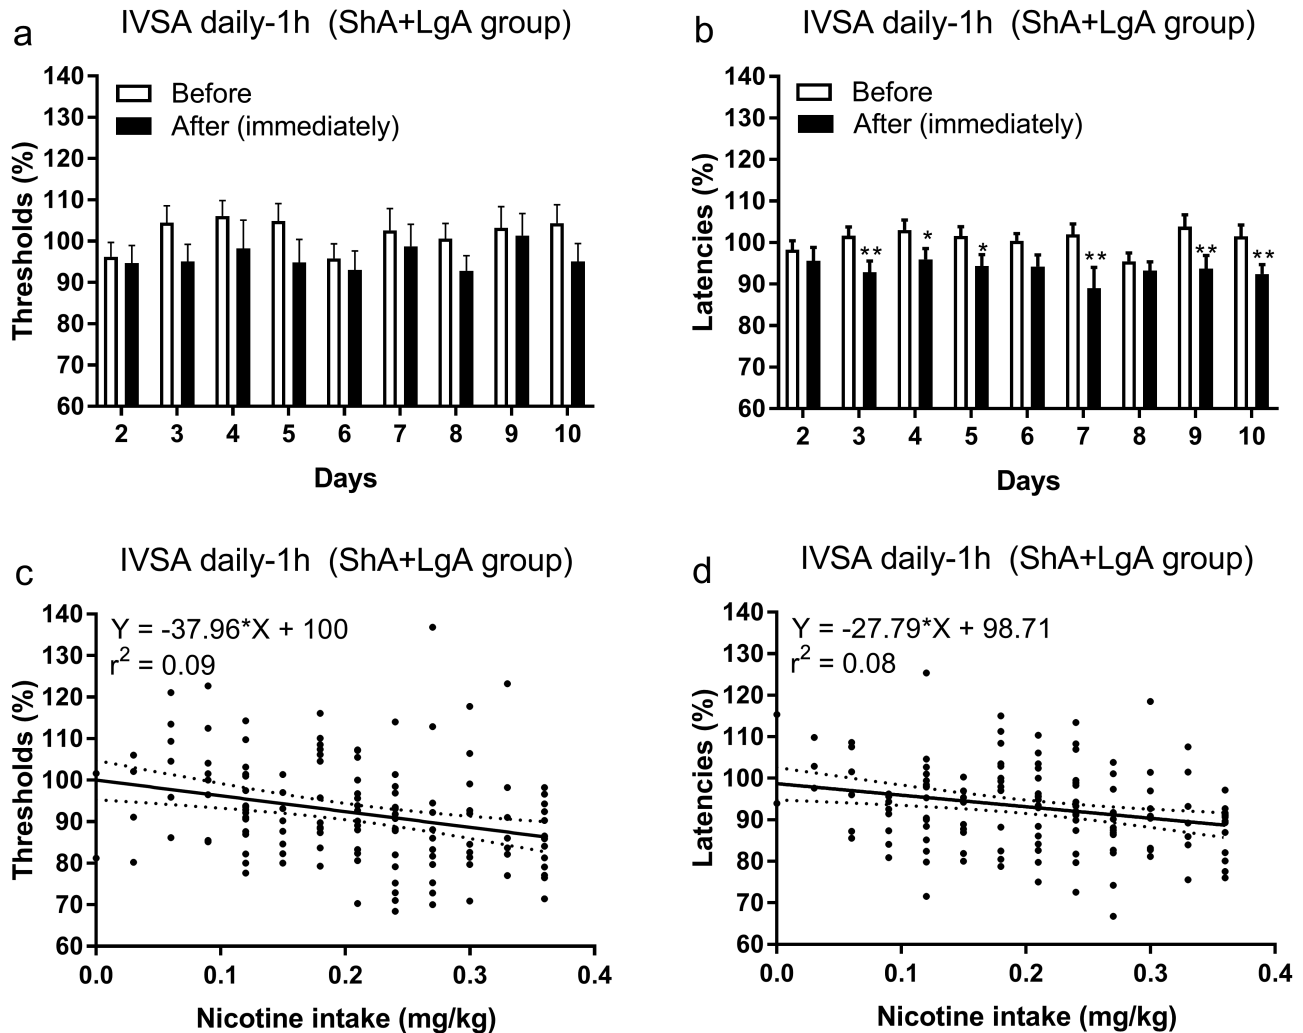 a
IVSA daily-1h (ShA+LgA group)
Thresholds (%)
140
130
120
110
100
90
80
70
60
Before
After (immediately)
2 3 4 5 6 7 8 9 10
Days
b
IVSA daily-1h (ShA+LgA group)
Latencies (%)
140
130
120
110
100
90
80
70
60
Before
After (immediately)
** * * ** ** **
2 3 4 5 6 7 8 9 10
Days
c
IVSA daily-1h (ShA+LgA group)
Thresholds (%)
140
130
120
110
100
90
80
70
60
Y = -37.96*X + 100
r² = 0.09
0.0 0.1 0.2 0.3 0.4
Nicotine intake (mg/kg)
d
IVSA daily-1h (ShA+LgA group)
Latencies (%)
140
130
120
110
100
90
80
70
60
Y = -27.79*X + 98.71
r² = 0.08
0.0 0.1 0.2 0.3 0.4
Nicotine intake (mg/kg)